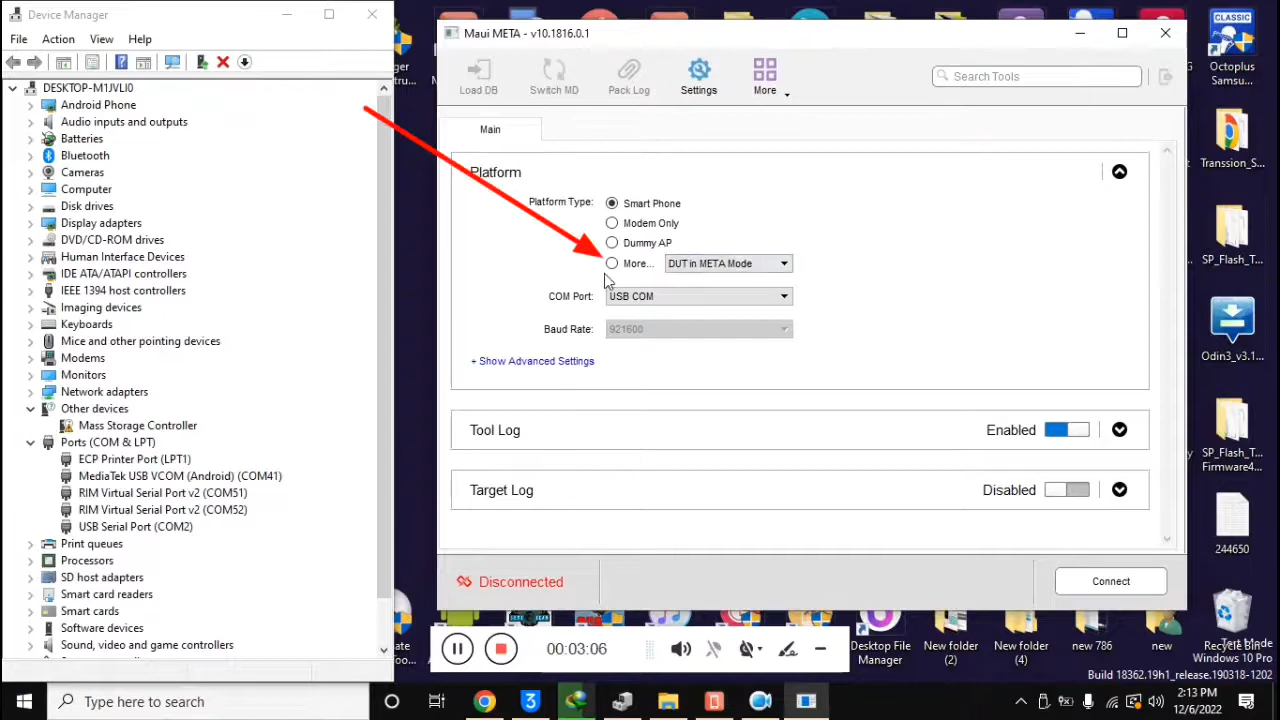 Device Manager
File Action View Help
DESKTOP-M1JVLI0
Android Phone
Audio inputs and outputs
Batteries
Bluetooth
Cameras
Computer
Disk drives
Display adapters
DVD/CD-ROM drives
Human Interface Devices
IDE ATA/ATAPI controllers
IEEE 1394 host controllers
Imaging devices
Keyboards
Mice and other pointing devices
Modems
Monitors
Network adapters
Other devices
Mass Storage Controller
Ports (COM & LPT)
ECP Printer Port (LPT1)
MediaTek USB VCOM (Android) (COM41)
RIM Virtual Serial Port v2 (COM51)
RIM Virtual Serial Port v2 (COM52)
USB Serial Port (COM2)
Print queues
Processors
SD host adapters
Smart card readers
Smart cards
Software devices
Sound, video and game controllers
Maui META - v10.1816.0.1
Load DB
Switch MD
Pack Log
Settings
More
Search Tools
Main
Platform
Platform Type:
Smart Phone
Modem Only
Dummy AP
More...
DUT in META Mode
COM Port:
USB COM
Baud Rate:
921600
+ Show Advanced Settings
Tool Log
Enabled
Target Log
Disabled
Disconnected
Connect
00:03:06
CLASSIC
Octoplus
Samsu...
Transsion_S...
SP_Flash_T...
Odin3_v3.1...
SP_Flash_T...
Firmware4...
244650
Desktop File
Manager
New folder
(2)
New folder
(4)
new 786
new
Recycle Bin
Test Mode
Windows 10 Pro
Build 18362.19h1_release.190318-1202
Type here to search
2:13 PM
12/6/2022